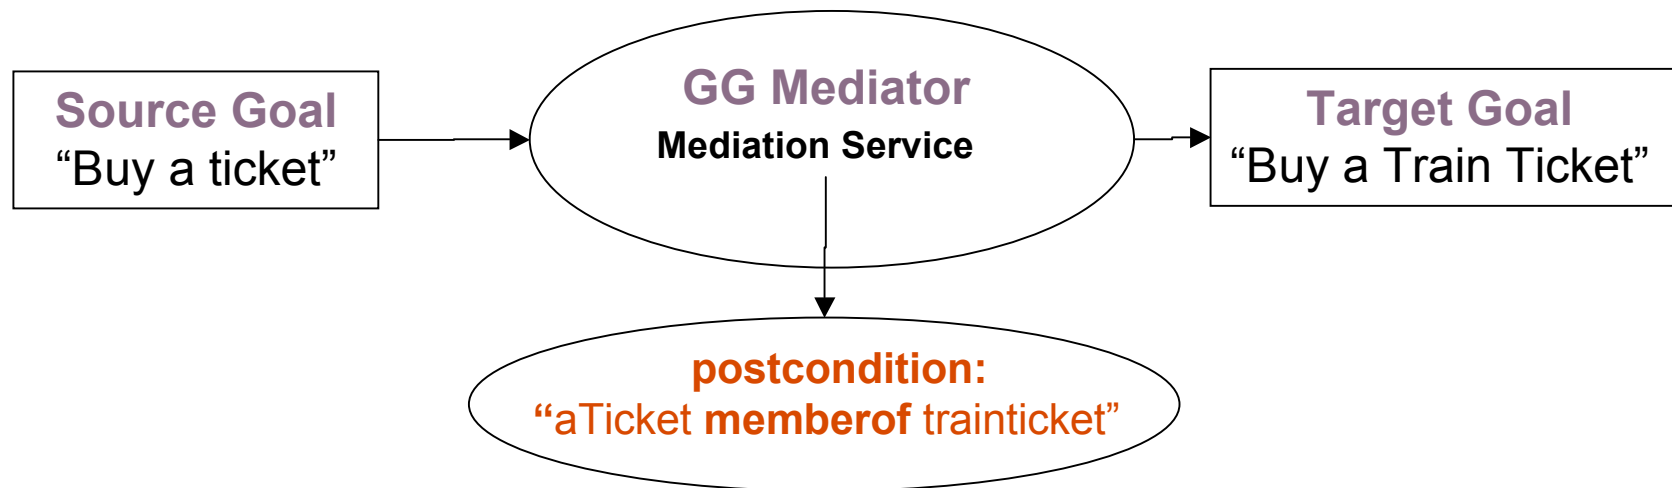 Source Goal
“Buy a ticket”
GG Mediator
Mediation Service
Target Goal
“Buy a Train Ticket”
postcondition:
“aTicket memberof trainticket”